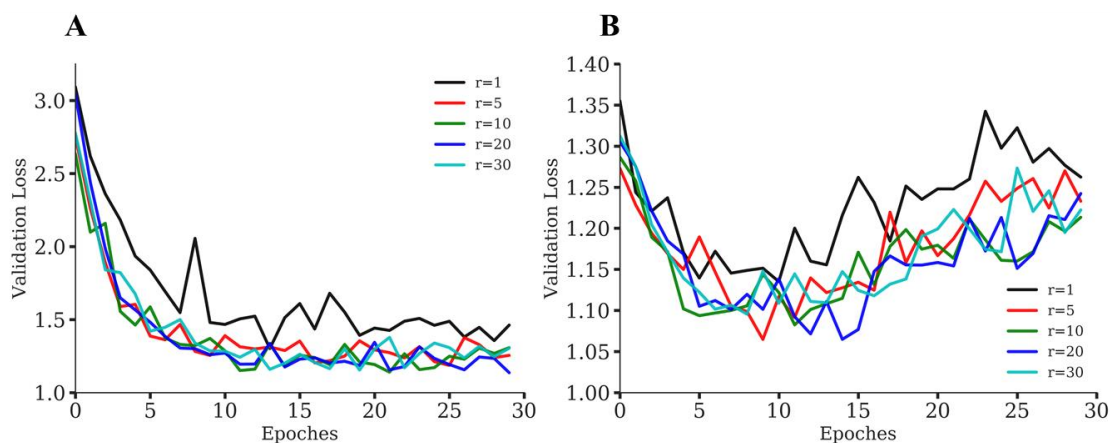 A
B
3.0
2.5
2.0
1.5
1.0
0
5
10
15
20
25
30
Validation Loss
Epoches
r=1
r=5
r=10
r=20
r=30
1.40
1.35
1.30
1.25
1.20
1.15
1.10
1.05
1.00
0
5
10
15
20
25
30
Validation Loss
Epoches
r=1
r=5
r=10
r=20
r=30